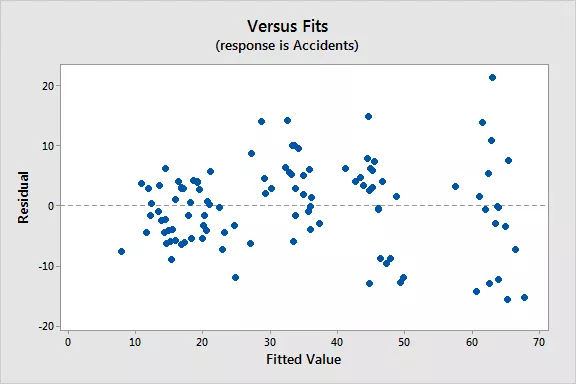 Versus Fits
(response is Accidents)
20
10
0
-10
-20
Residual
0 10 20 30 40 50 60 70
Fitted Value